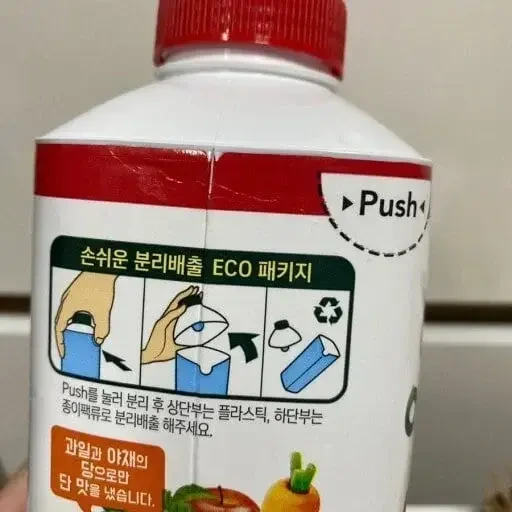 Push
손쉬운 분리배출 ECO 패키지
Push를 눌러 분리 후 상단부는 플라스틱, 하단부는
종이팩류로 분리배출 해주세요.
과일과 야채의
당으로만
단 맛을 냈습니다.